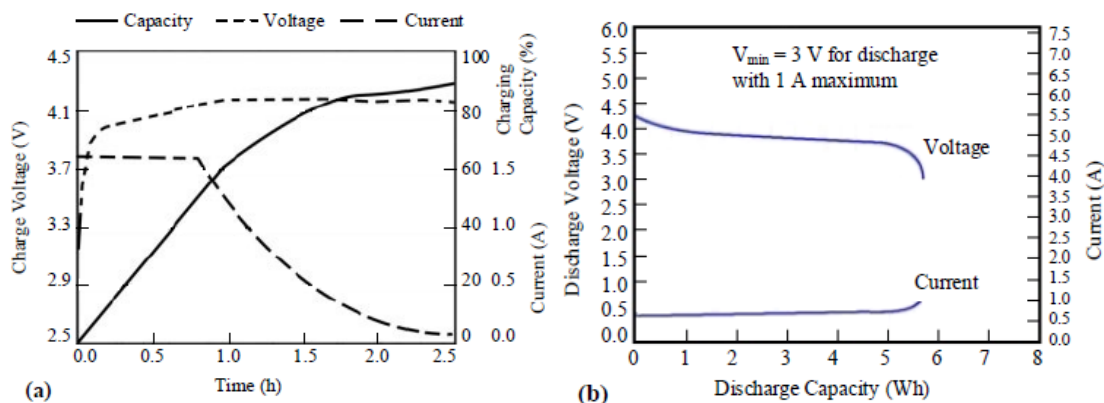 Capacity Voltage Current
4.5
4.1
3.7
3.3
2.9
2.5
Charge Voltage (V)
0.0 0.5 1.0 1.5 2.0 2.5
Time (h)
100
80
60
40
20
0
Charging
Capacity (%)
1.5
1.0
0.5
0.0
Current (A)
(a)
6.0
5.5
5.0
4.5
4.0
3.5
3.0
2.5
2.0
1.5
1.0
0.5
0.0
Discharge Voltage (V)
Vmin = 3 V for discharge
with 1 A maximum
Voltage
Current
0 1 2 3 4 5 6 7 8
Discharge Capacity (Wh)
7.5
7.0
6.5
6.0
5.5
5.0
4.5
4.0
3.5
3.0
2.5
2.0
1.5
1.0
0.5
0.0
Current (A)
(b)